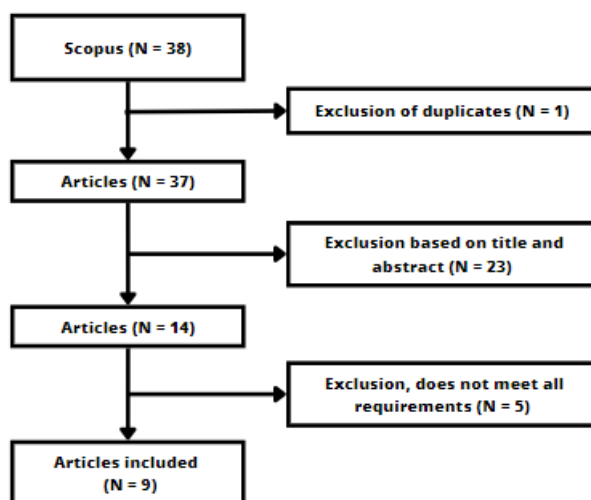 Scopus (N = 38)
Exclusion of duplicates (N = 1)
Articles (N = 37)
Exclusion based on title and
abstract (N = 23)
Articles (N = 14)
Exclusion, does not meet all
requirements (N = 5)
Articles included
(N = 9)